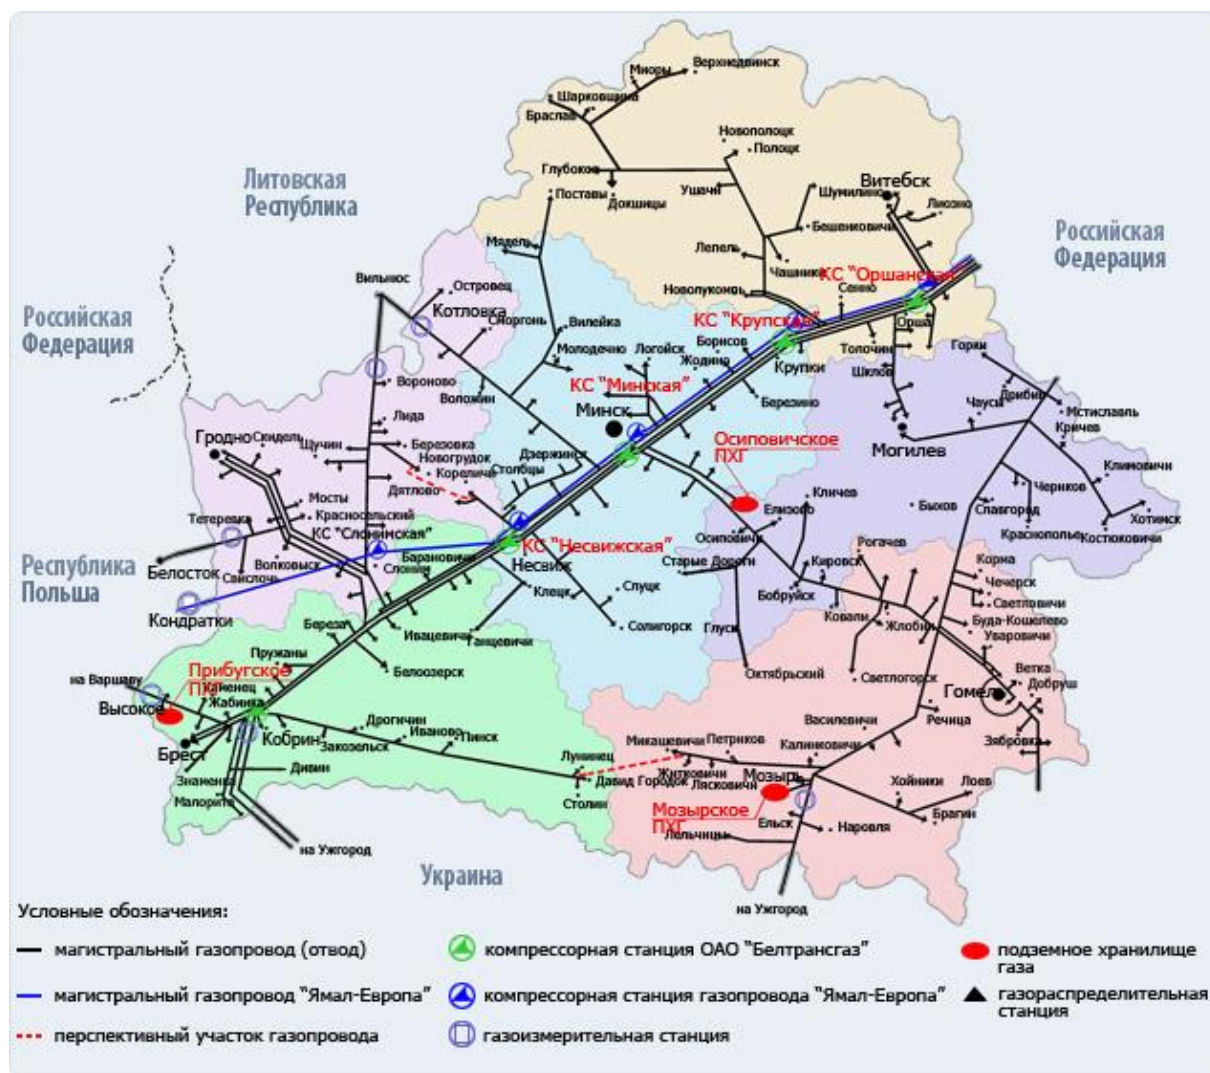 Миоры
Верхнедвинск
Шарковщина
Браслав
Новополоцк
Полоцк
Литовская
Республика
Глубокое
Поставы
Докшицы
Ушачи
Шумилино
Витебск
Лиозно
Российская
Федерация
Бешенковичи
Мядель
Лепель
Чашники
КС "Оршанская"
Вильнюс
Островец
Новолукомль
Сенно
Российская
Федерация
Котловка
Сморгонь
Вилейка
КС "Крупская"
Орша
Молодечно
Логойск
Борисов
Жодино
Крупки
Толочин
Шклов
Горки
Вороново
Воложин
КС "Минская"
Минск
Березино
Чаусы
Дрибин
Мстиславль
Кричев
Лида
Гродно
Скидель
Щучин
Березовка
Новогрудок
Кореличи
Столбцы
Дзержинск
Осиповичское
ПХГ
Могилев
Климовичи
Дятлово
Мосты
Красносельский
Кличев
Елизово
Быхов
Чериков
Славгород
Хотимск
Тетеревка
КС "Слонимская"
КС "Несвижская"
Осиповичи
Краснополье
Костюковичи
Белосток
Волковыск
Свислочь
Слоним
Барановичи
Несвиж
Старые Дороги
Рогачев
Кировск
Корма
Республика
Польша
Клецк
Слуцк
Бобруйск
Чечерск
Светловичи
Кондратки
Береза
Ивацевичи
Ганцевичи
Солигорск
Глуск
Ковали
Жлобин
Буда-Кошелево
Уваровичи
Пружаны
Белоозерск
Октябрьский
Светлогорск
Ветка
Добруш
на Варшаву
Прибугское
ПХГ
Каменец
Высокое
Жабинка
Гомель
Дрогичин
Василевичи
Речица
Брест
Кобрин
Иваново
Закозельск
Пинск
Микашевичи
Петриков
Калинковичи
Зябровка
Лунинец
Знаменка
Дивин
Житковичи
Давид Городок
Лясковичи
Мозырь
Хойники
Лоев
Малорита
Столин
Мозырское
ПХГ
Брагин
Ельск
Наровля
Лельчицы
на Ужгород
Украина
на Ужгород
Условные обозначения:
магистральный газопровод (отвод)
компрессорная станция ОАО "Белтрансгаз"
подземное хранилище
газа
магистральный газопровод "Ямал-Европа"
компрессорная станция газопровода "Ямал-Европа"
газораспределительная
станция
перспективный участок газопровода
газоизмерительная станция